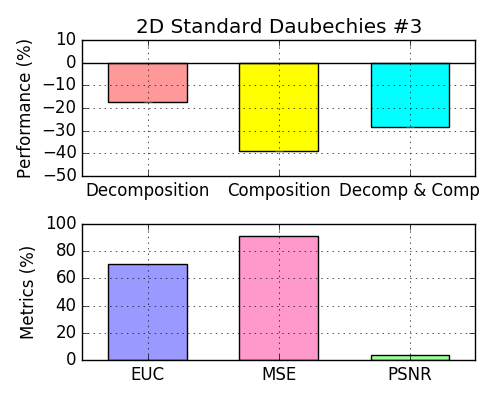 2D Standard Daubechies #3
Performance (%)
10
0
−10
−20
−30
−40
−50
Decomposition Composition Decomp & Comp
Metrics (%)
100
80
60
40
20
0
EUC MSE PSNR